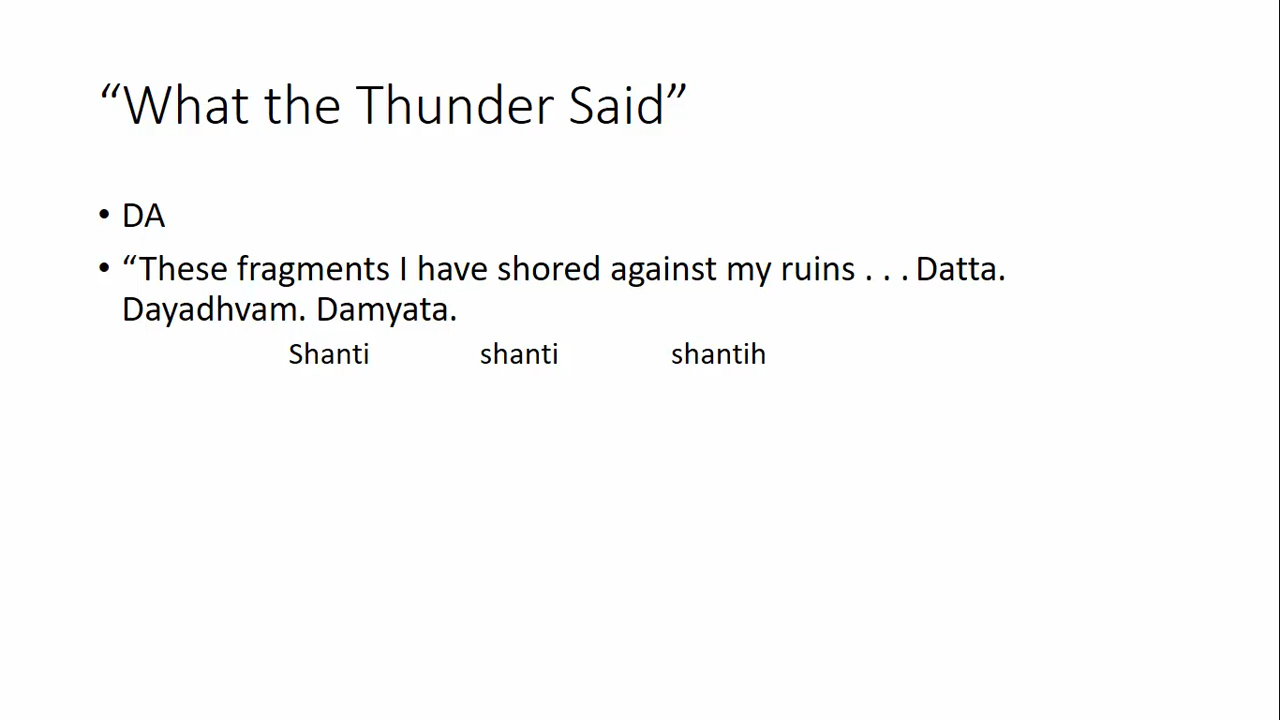 “What the Thunder Said”
• DA
• “These fragments I have shored against my ruins . . . Datta.
Dayadhvam. Damyata.
Shanti shanti shantih